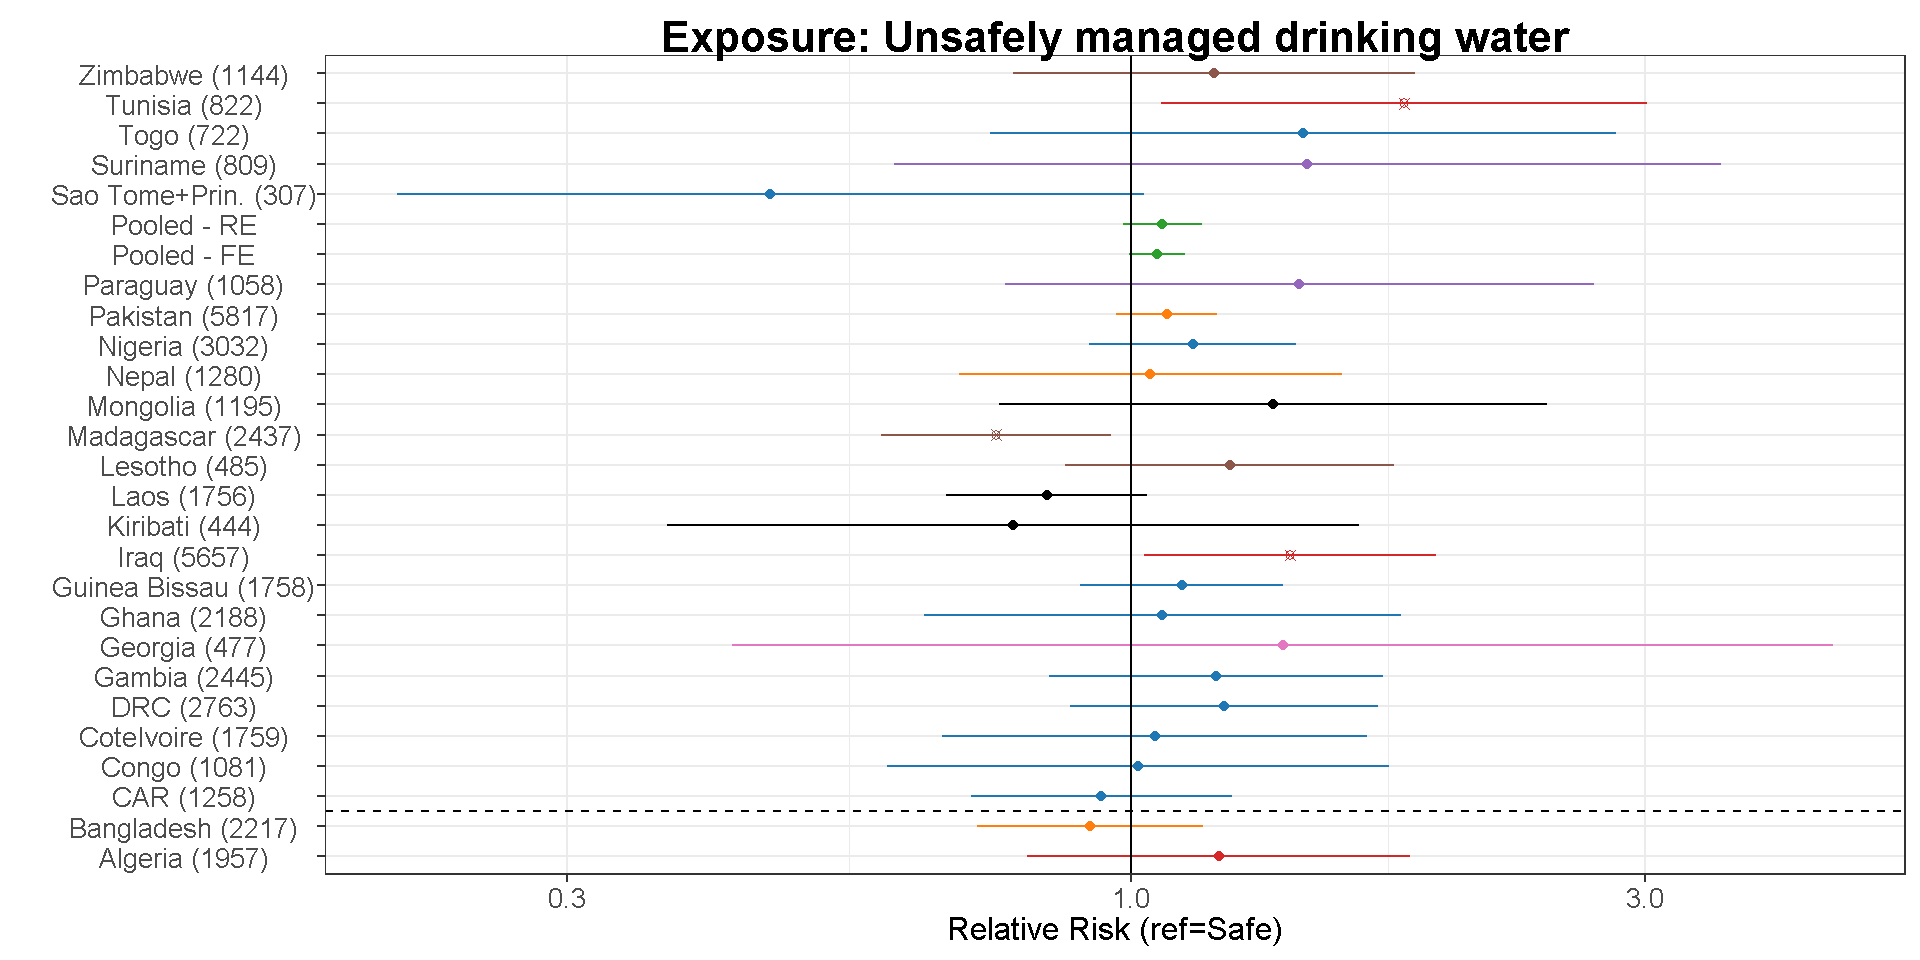 Exposure: Unsafely managed drinking water
Zimbabwe (1144)
Tunisia (822)
Togo (722)
Suriname (809)
Sao Tome+Prin. (307)
Pooled - RE
Pooled - FE
Paraguay (1058)
Pakistan (5817)
Nigeria (3032)
Nepal (1280)
Mongolia (1195)
Madagascar (2437)
Lesotho (485)
Laos (1756)
Kiribati (444)
Iraq (5657)
Guinea Bissau (1758)
Ghana (2188)
Georgia (477)
Gambia (2445)
DRC (2763)
CoteIvoire (1759)
Congo (1081)
CAR (1258)
Bangladesh (2217)
Algeria (1957)
0.3 1.0 3.0
Relative Risk (ref=Safe)